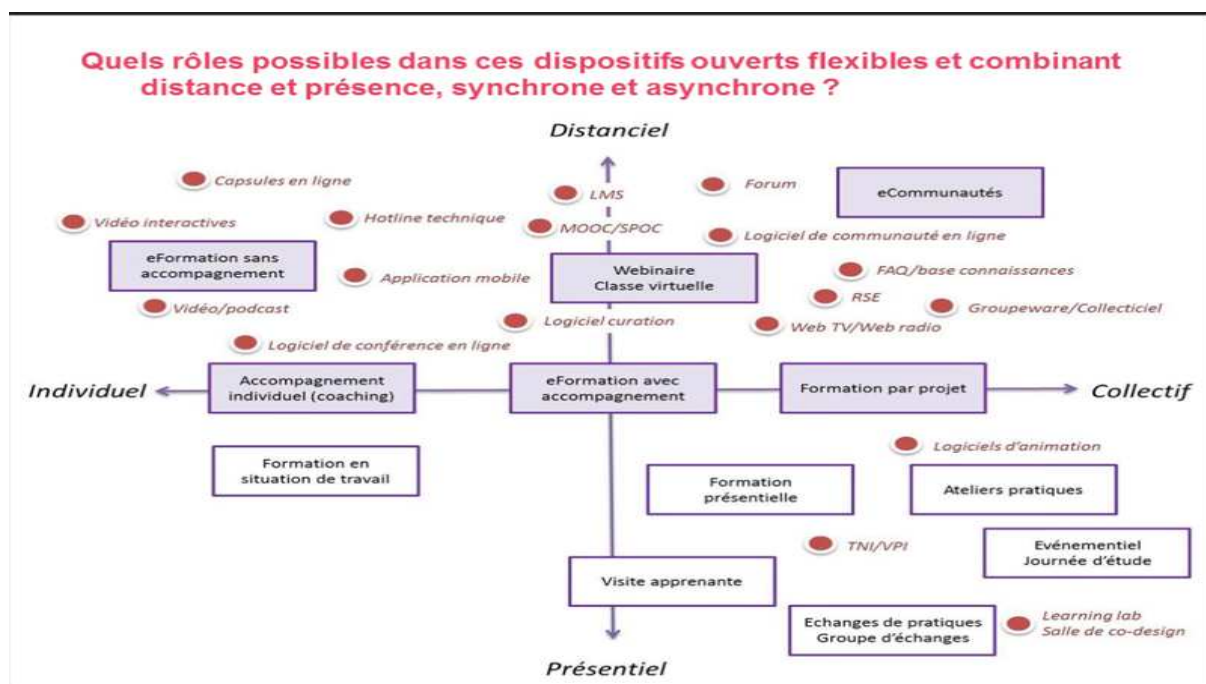 Quels rôles possibles dans ces dispositifs ouverts flexibles et combinant
distance et présence, synchrone et asynchrone ?
Distanciel
Capsules en ligne
LMS
Forum
eCommunautés
Vidéo interactives
Hotline technique
MOOC/SPOC
Logiciel de communauté en ligne
eFormation sans
accompagnement
Application mobile
Webinaire
Classe virtuelle
FAQ/base connaissances
RSE
Vidéo/podcast
Logiciel curation
Web TV/Web radio
Groupeware/Collecticiel
Logiciel de conférence en ligne
Individuel
Accompagnement
individuel (coaching)
eFormation avec
accompagnement
Formation par projet
Collectif
Logiciels d'animation
Formation en
situation de travail
Formation
présentielle
Ateliers pratiques
TNI/VPI
Evénementiel
Journée d'étude
Visite apprenante
Echanges de pratiques
Groupe d'échanges
Learning lab
Salle de co-design
Présentiel